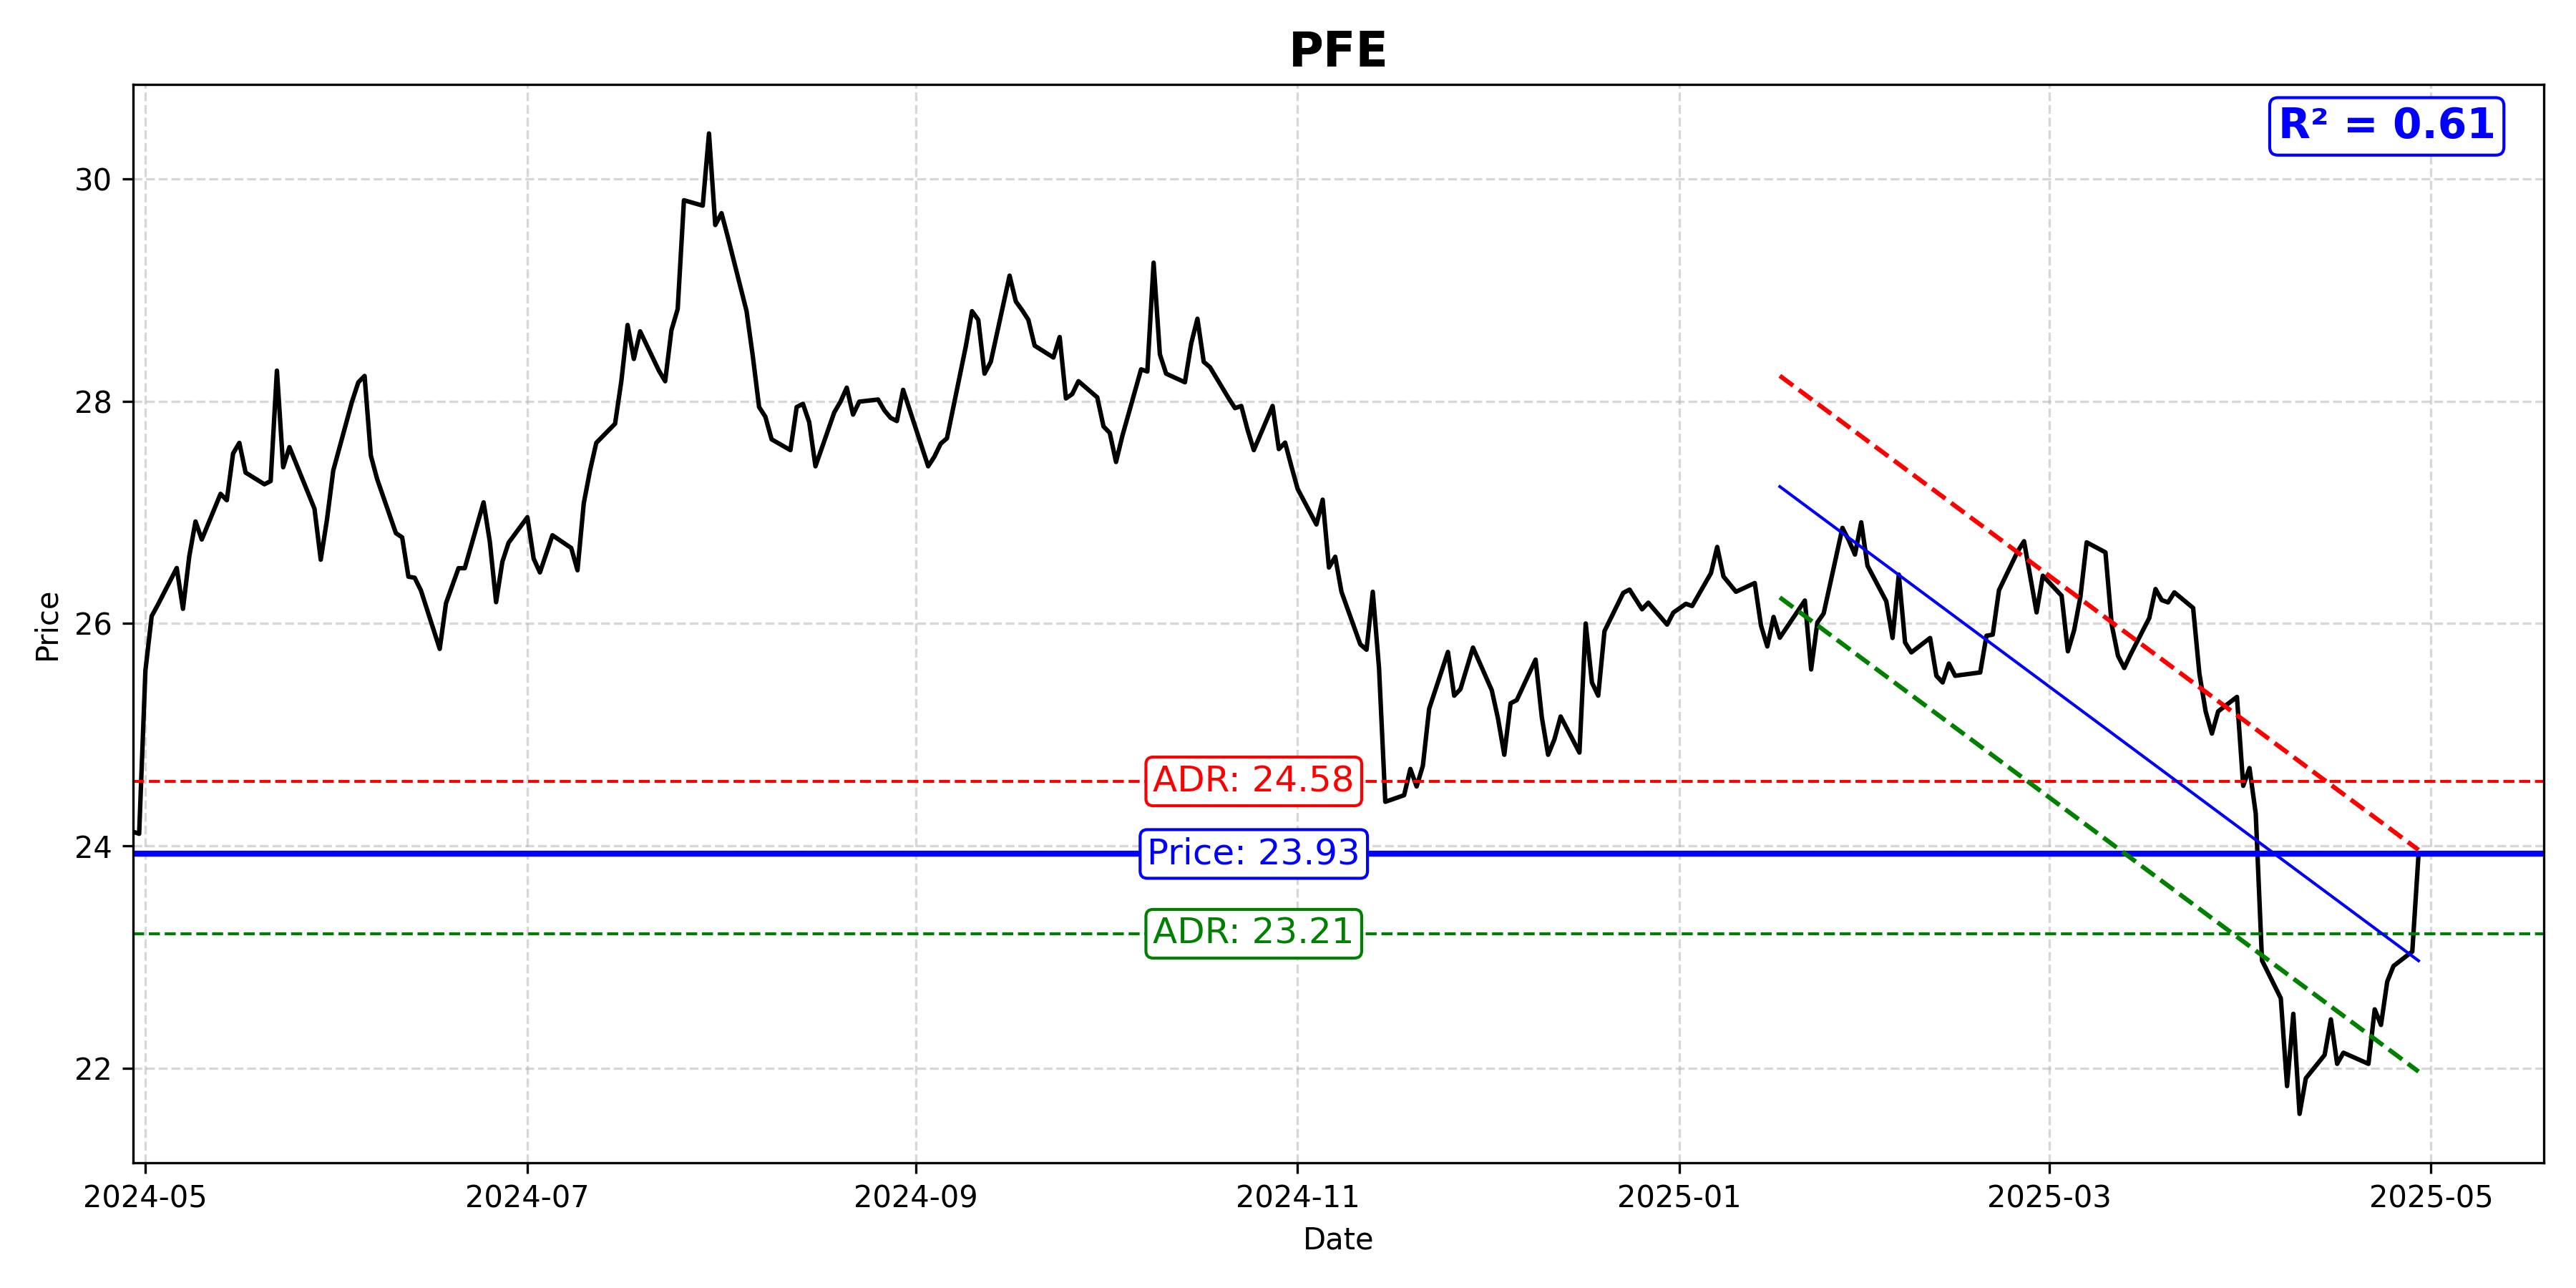 PFE
R² = 0.61
30
28
26
24
22
Price
ADR: 24.58
Price: 23.93
ADR: 23.21
2024-05
2024-07
2024-09
2024-11
2025-01
2025-03
2025-05
Date